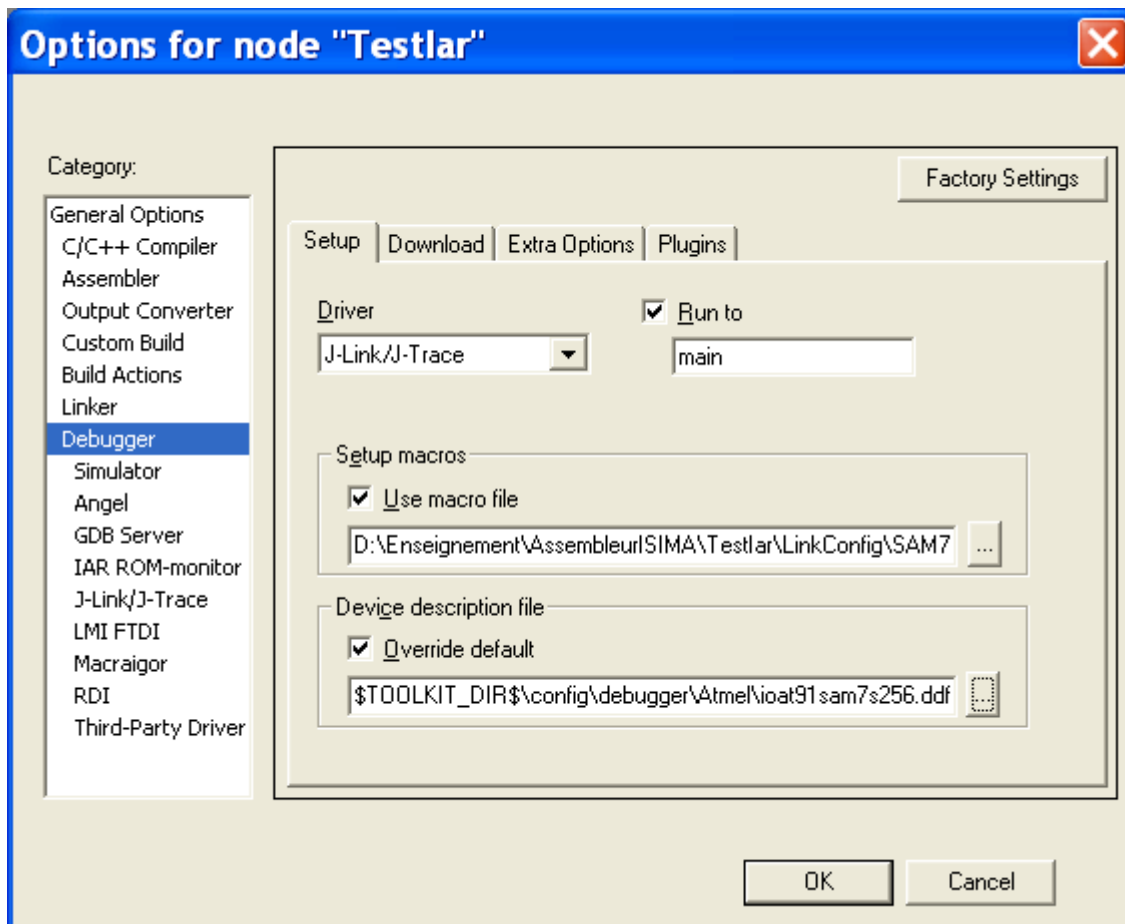 Options for node "TestIar"
Category:
General Options
C/C++ Compiler
Assembler
Output Converter
Custom Build
Build Actions
Linker
Debugger
Simulator
Angel
GDB Server
IAR ROM-monitor
J-Link/J-Trace
LMI FTDI
Macraigor
RDI
Third-Party Driver
Factory Settings
Setup Download Extra Options Plugins
Driver
Run to
J-Link/J-Trace
main
Setup macros
Use macro file
D:\Enseignement\AssembleurISIMA\TestIar\LinkConfig\SAM7
...
Device description file
Override default
$TOOLKIT_DIR$\config\debugger\Atmel\ioat91sam7s256.ddf
...
OK Cancel